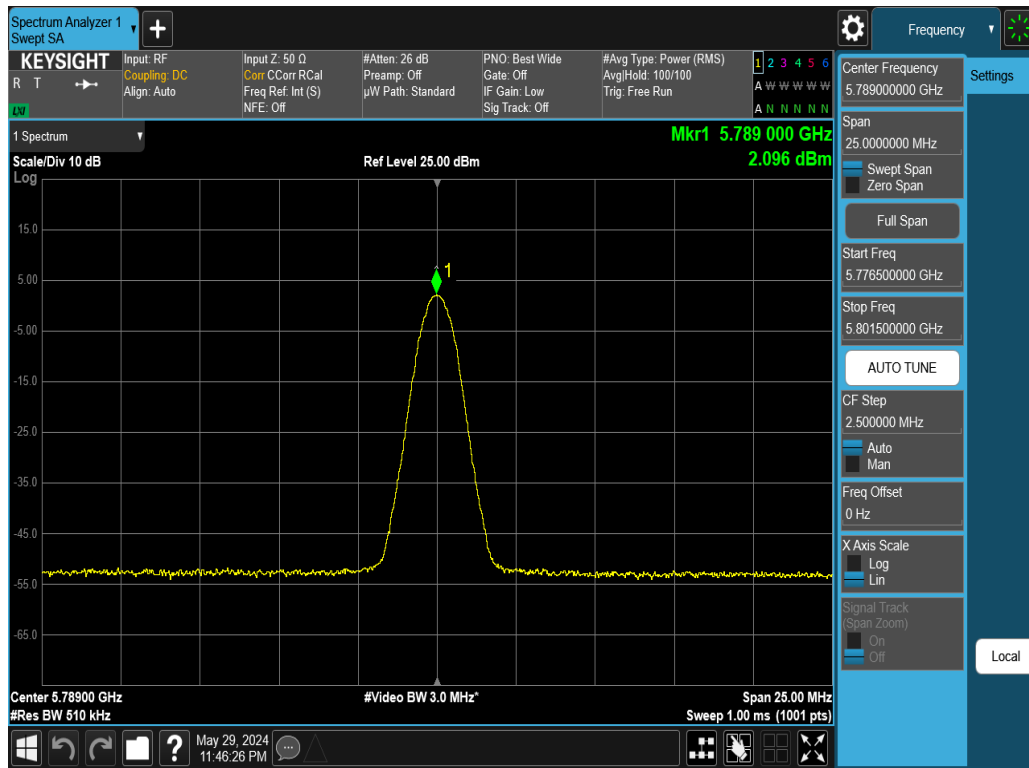 Spectrum Analyzer 1
Swept SA
Frequency
KEYSIGHT
R T
LXI
Input: RF
Coupling: DC
Align: Auto
Input Z: 50 Ω
Corr CCorr RCal
Freq Ref: Int (S)
NFE: Off
#Atten: 26 dB
Preamp: Off
µW Path: Standard
PNO: Best Wide
Gate: Off
IF Gain: Low
Sig Track: Off
#Avg Type: Power (RMS)
Avg|Hold: 100/100
Trig: Free Run
1 2 3 4 5 6
A W W W W W
A N N N N N
1 Spectrum
Scale/Div 10 dB
Log
Ref Level 25.00 dBm
Mkr1 5.789 000 GHz
2.096 dBm
15.0
5.00
-5.00
-15.0
-25.0
-35.0
-45.0
-55.0
-65.0
1
Center 5.78900 GHz
#Res BW 510 kHz
#Video BW 3.0 MHz*
Span 25.00 MHz
Sweep 1.00 ms (1001 pts)
Center Frequency
5.789000000 GHz
Span
25.0000000 MHz
Swept Span
Zero Span
Full Span
Start Freq
5.776500000 GHz
Stop Freq
5.801500000 GHz
AUTO TUNE
CF Step
2.500000 MHz
Auto
Man
Freq Offset
0 Hz
X Axis Scale
Log
Lin
Signal Track
(Span Zoom)
On
Off
Settings
Local
?
May 29, 2024
11:46:26 PM